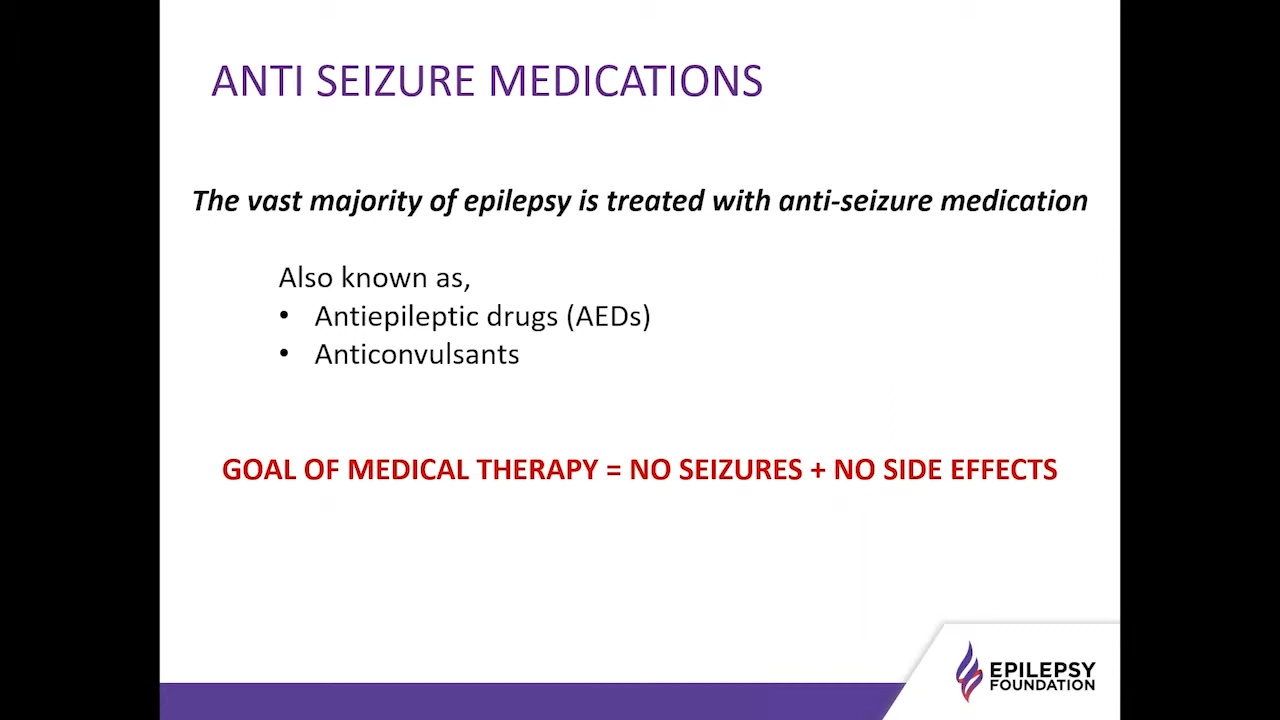 ANTI SEIZURE MEDICATIONS
The vast majority of epilepsy is treated with anti-seizure medication
Also known as,
• Antiepileptic drugs (AEDs)
• Anticonvulsants
GOAL OF MEDICAL THERAPY = NO SEIZURES + NO SIDE EFFECTS
EPILEPSY
FOUNDATION